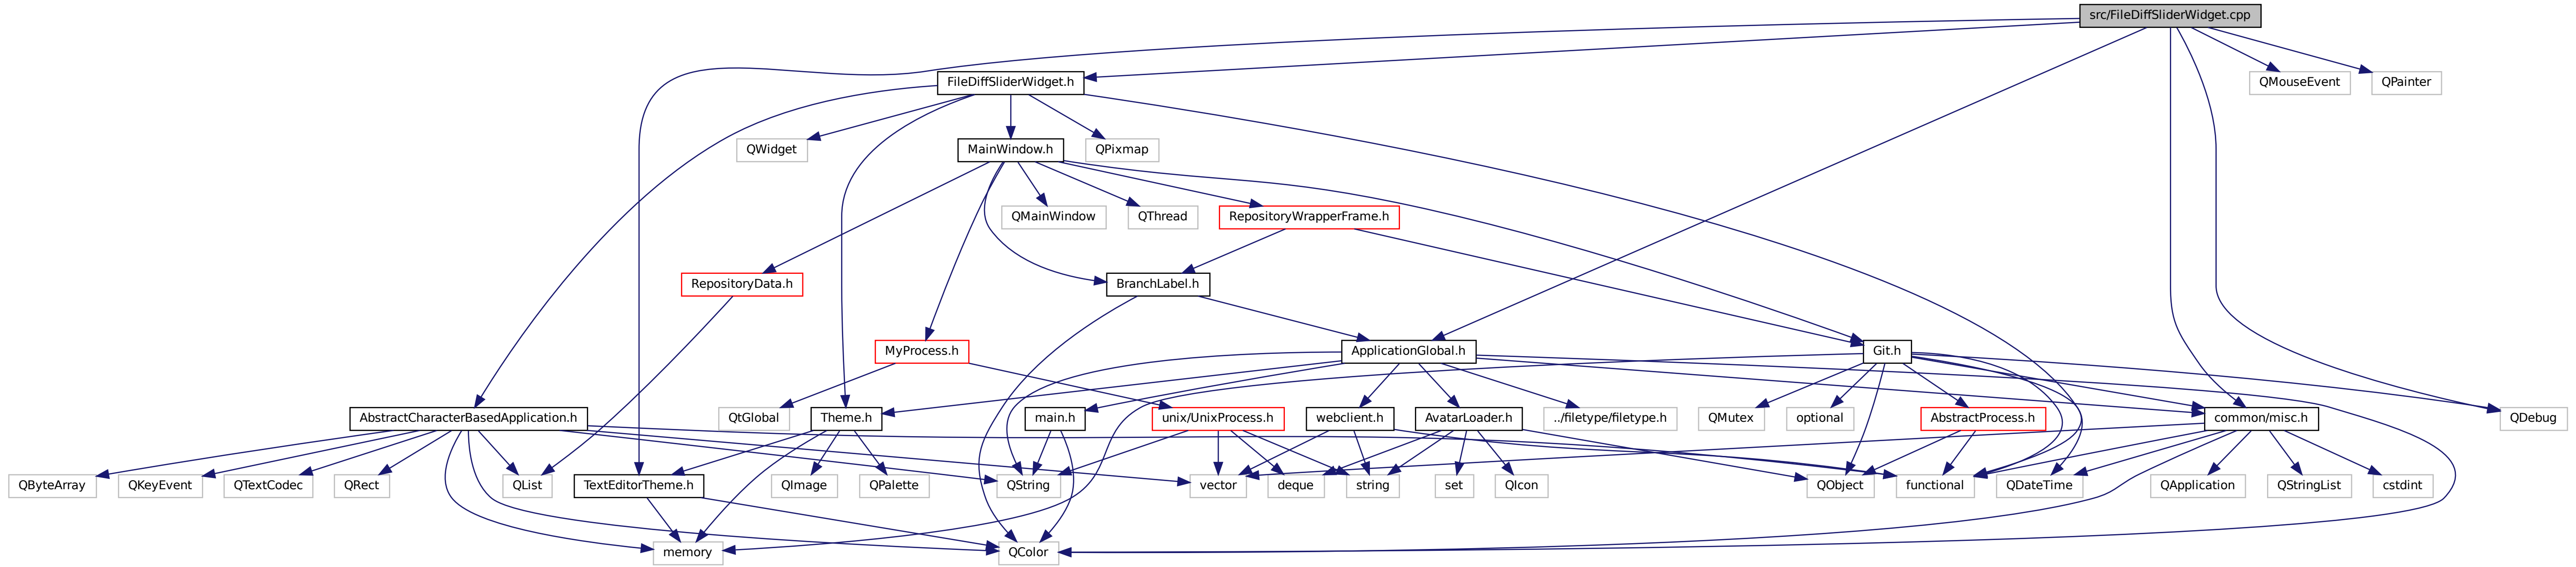 src/FileDiffSliderWidget.cpp
FileDiffSliderWidget.h
QMouseEvent
QPainter
QWidget
MainWindow.h
QPixmap
QMainWindow
QThread
RepositoryWrapperFrame.h
RepositoryData.h
BranchLabel.h
MyProcess.h
ApplicationGlobal.h
Git.h
AbstractCharacterBasedApplication.h
QtGlobal
Theme.h
main.h
unix/UnixProcess.h
webclient.h
AvatarLoader.h
../filetype/filetype.h
QMutex
optional
AbstractProcess.h
common/misc.h
QDebug
QByteArray
QKeyEvent
QTextCodec
QRect
QList
TextEditorTheme.h
QImage
QPalette
QString
vector
deque
string
set
QIcon
QObject
functional
QDateTime
QApplication
QStringList
cstdint
memory
QColor